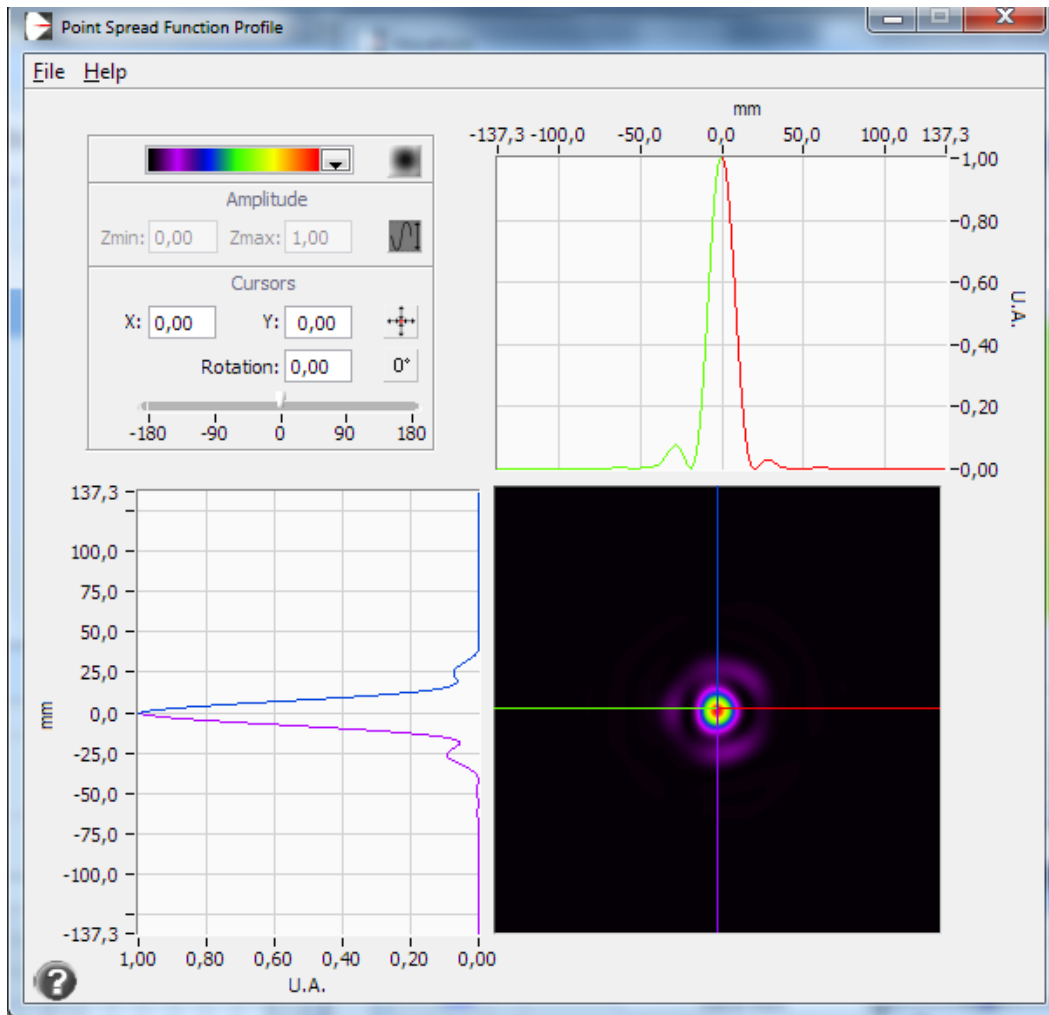 Point Spread Function Profile
File Help
Amplitude
Zmin: 0,00 Zmax: 1,00
Cursors
X: 0,00 Y: 0,00
Rotation: 0,00 0°
-180 -90 0 90 180
mm
-137,3 -100,0 -50,0 0,0 50,0 100,0 137,3
1,00
0,80
0,60
0,40
0,20
0,00
U.A.
137,3
100,0
75,0
50,0
25,0
0,0
-25,0
-50,0
-75,0
-100,0
-137,3
mm
1,00 0,80 0,60 0,40 0,20 0,00
U.A.
?